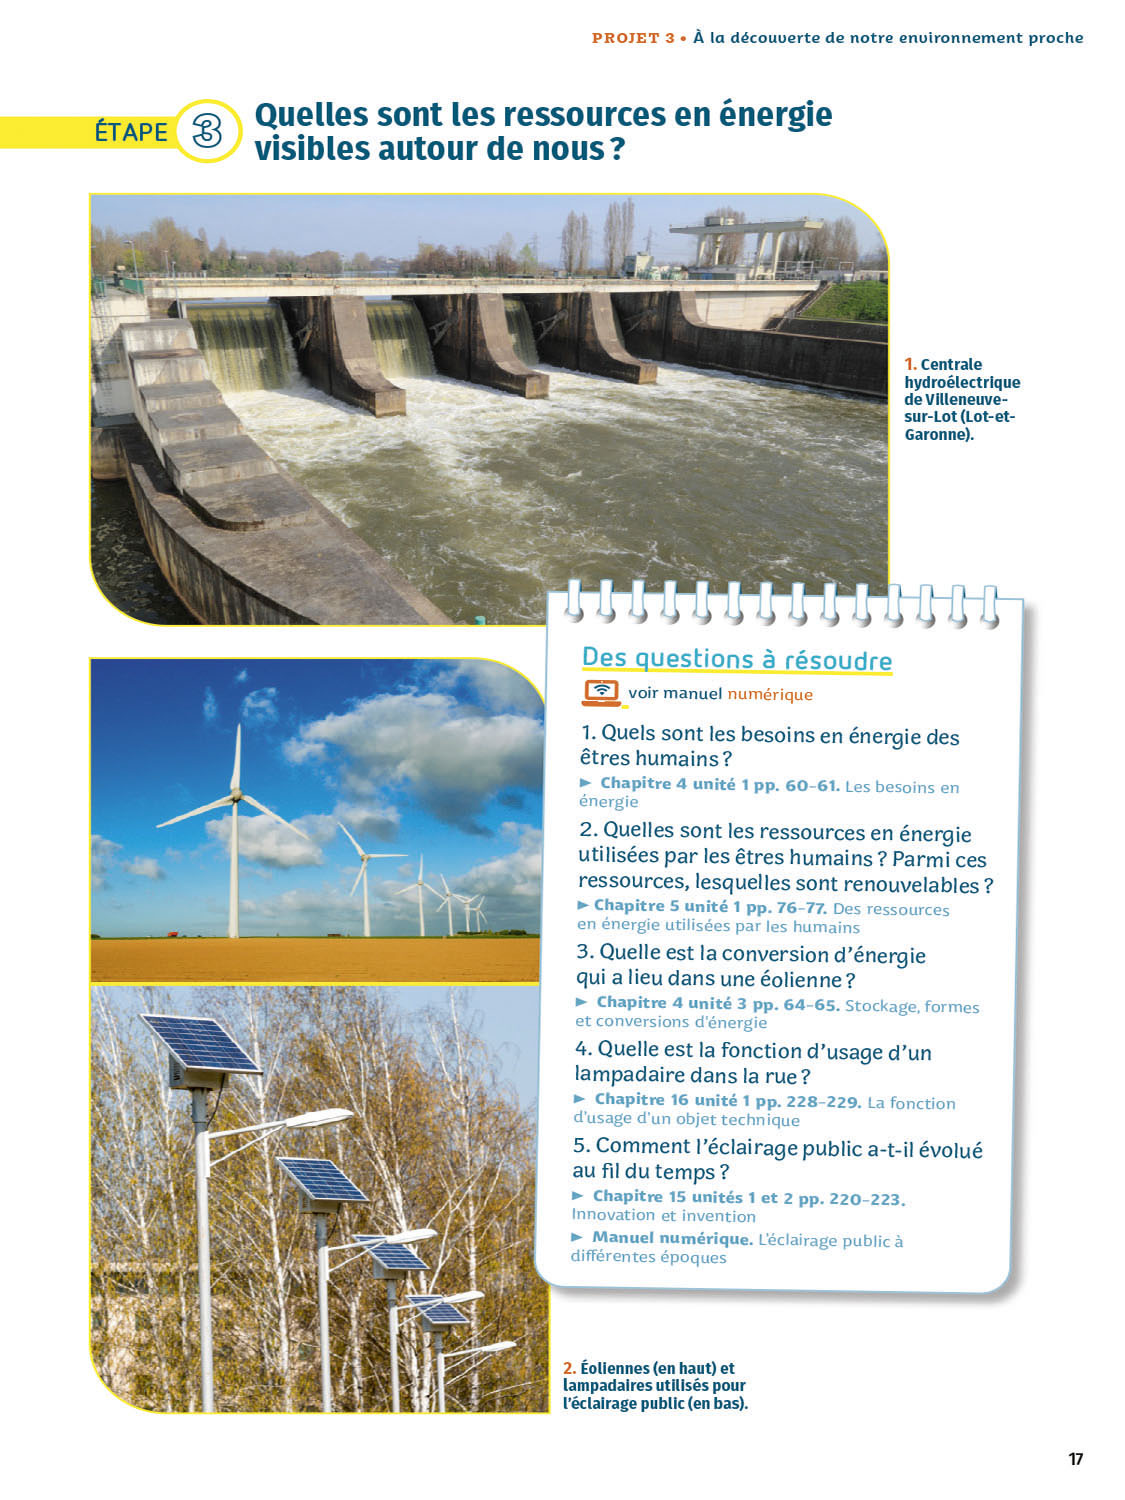 PROJET 3 • À la découverte de notre environnement proche
ÉTAPE 3
Quelles sont les ressources en énergie
visibles autour de nous ?
1. Centrale
hydroélectrique
de Villeneuve-
sur-Lot (Lot-et-
Garonne).
Des questions à résoudre
voir manuel numérique
1. Quels sont les besoins en énergie des
êtres humains ?
► Chapitre 4 unité 1 pp. 60-61. Les besoins en
énergie
2. Quelles sont les ressources en énergie
utilisées par les êtres humains ? Parmi ces
ressources, lesquelles sont renouvelables ?
► Chapitre 5 unité 1 pp. 76-77. Des ressources
en énergie utilisées par les humains
3. Quelle est la conversion d'énergie
qui a lieu dans une éolienne ?
► Chapitre 4 unité 3 pp. 64-65. Stockage, formes
et conversions d'énergie
4. Quelle est la fonction d'usage d'un
lampadaire dans la rue ?
► Chapitre 16 unité 1 pp. 228-229. La fonction
d'usage d'un objet technique
5. Comment l'éclairage public a-t-il évolué
au fil du temps ?
► Chapitre 15 unités 1 et 2 pp. 220-223.
Innovation et invention
► Manuel numérique. L'éclairage public à
différentes époques
2. Éoliennes (en haut) et
lampadaires utilisés pour
l'éclairage public (en bas).
17